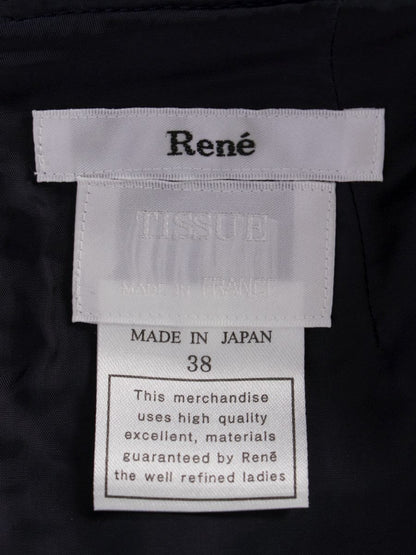 René
TISSUE
MADE IN FRANCE
MADE IN JAPAN
38
This merchandise
uses high quality
excellent, materials
guaranteed by René
the well refined ladies